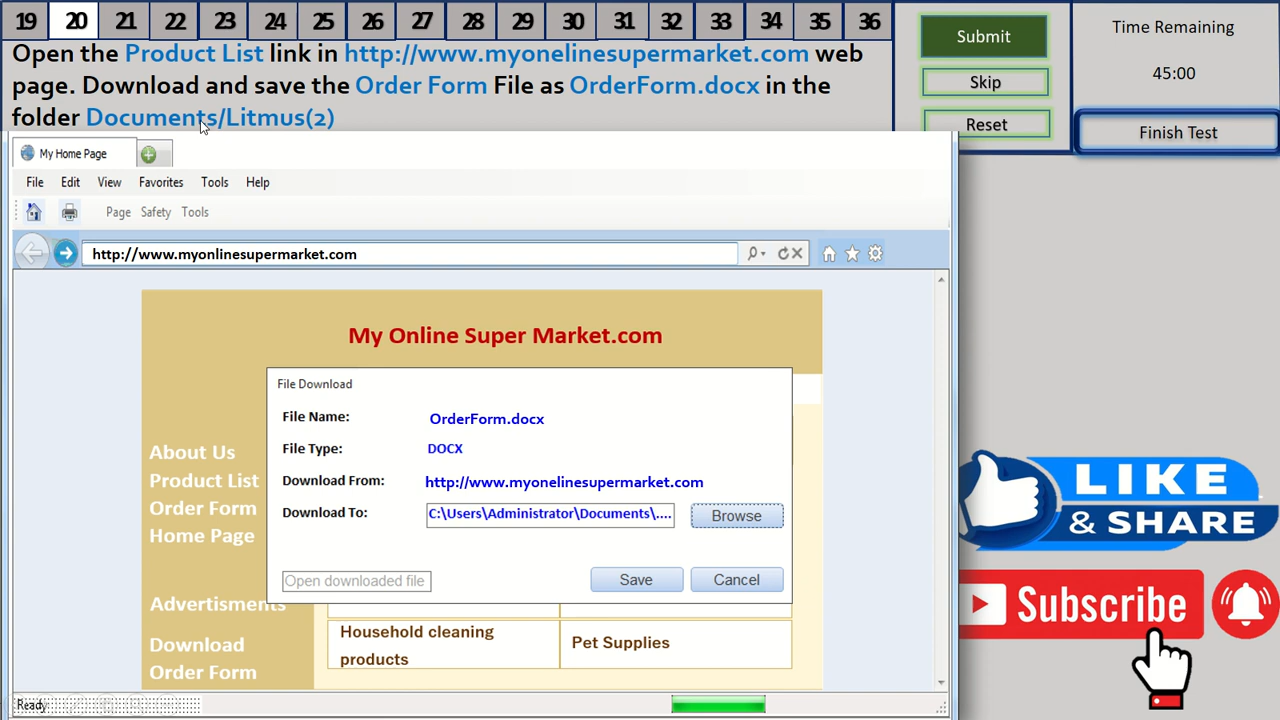 19 20 21 22 23 24 25 26 27 28 29 30 31 32 33 34 35 36
Submit
Time Remaining
Open the Product List link in http://www.myonelinesupermarket.com web
page. Download and save the Order Form File as OrderForm.docx in the
folder Documents/Litmus(2)
Skip
45:00
Reset
Finish Test
My Home Page
File Edit View Favorites Tools Help
Page Safety Tools
http://www.myonlinesupermarket.com
My Online Super Market.com
File Download
File Name: OrderForm.docx
File Type: DOCX
Download From: http://www.myonelinesupermarket.com
Download To: C:\Users\Administrator\Documents\.... Browse
Open downloaded file Save Cancel
About Us
Product List
Order Form
Home Page
Advertisments
Download
Order Form
Household cleaning
products
Pet Supplies
Ready
LIKE
& SHARE
Subscribe